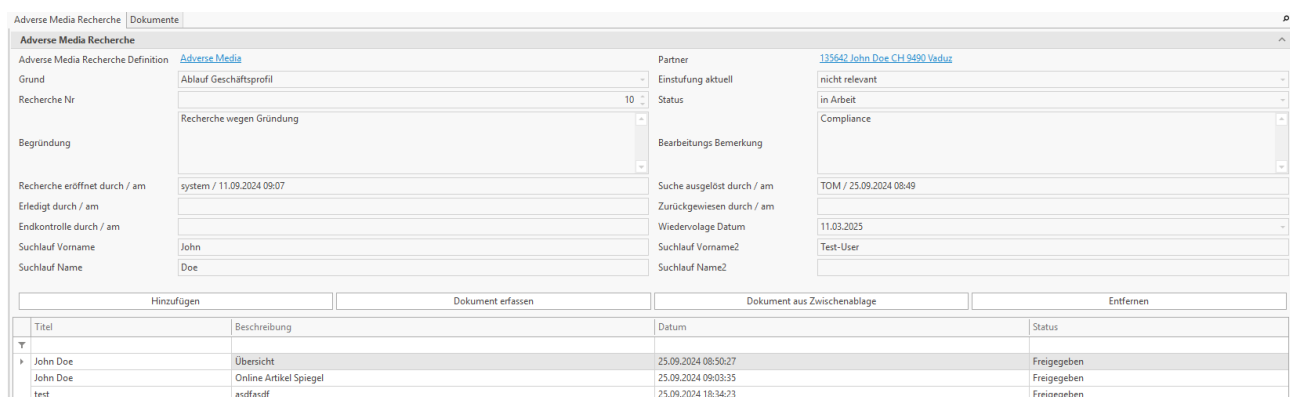 Adverse Media Recherche Dokumente
Adverse Media Recherche
Adverse Media Recherche Definition Adverse Media Partner 135642 John Doe CH 9490 Vaduz
Grund Ablauf Geschäftsprofil Einstufung aktuell nicht relevant
Recherche Nr 10 Status in Arbeit
Begründung Recherche wegen Gründung Bearbeitungs Bemerkung Compliance
Recherche eröffnet durch / am system / 11.09.2024 09:07 Suche ausgelöst durch / am TOM / 25.09.2024 08:49
Erledigt durch / am Zurückgewiesen durch / am
Endkontrolle durch / am Wiedervolage Datum 11.03.2025
Suchlauf Vorname John Suchlauf Vorname2 Test-User
Suchlauf Name Doe Suchlauf Name2
Hinzufügen Dokument erfassen Dokument aus Zwischenablage Entfernen
Titel Beschreibung Datum Status
John Doe Übersicht 25.09.2024 08:50:27 Freigegeben
John Doe Online Artikel Spiegel 25.09.2024 09:03:35 Freigegeben
test asdfasdf 25.09.2024 18:34:23 Freigegeben